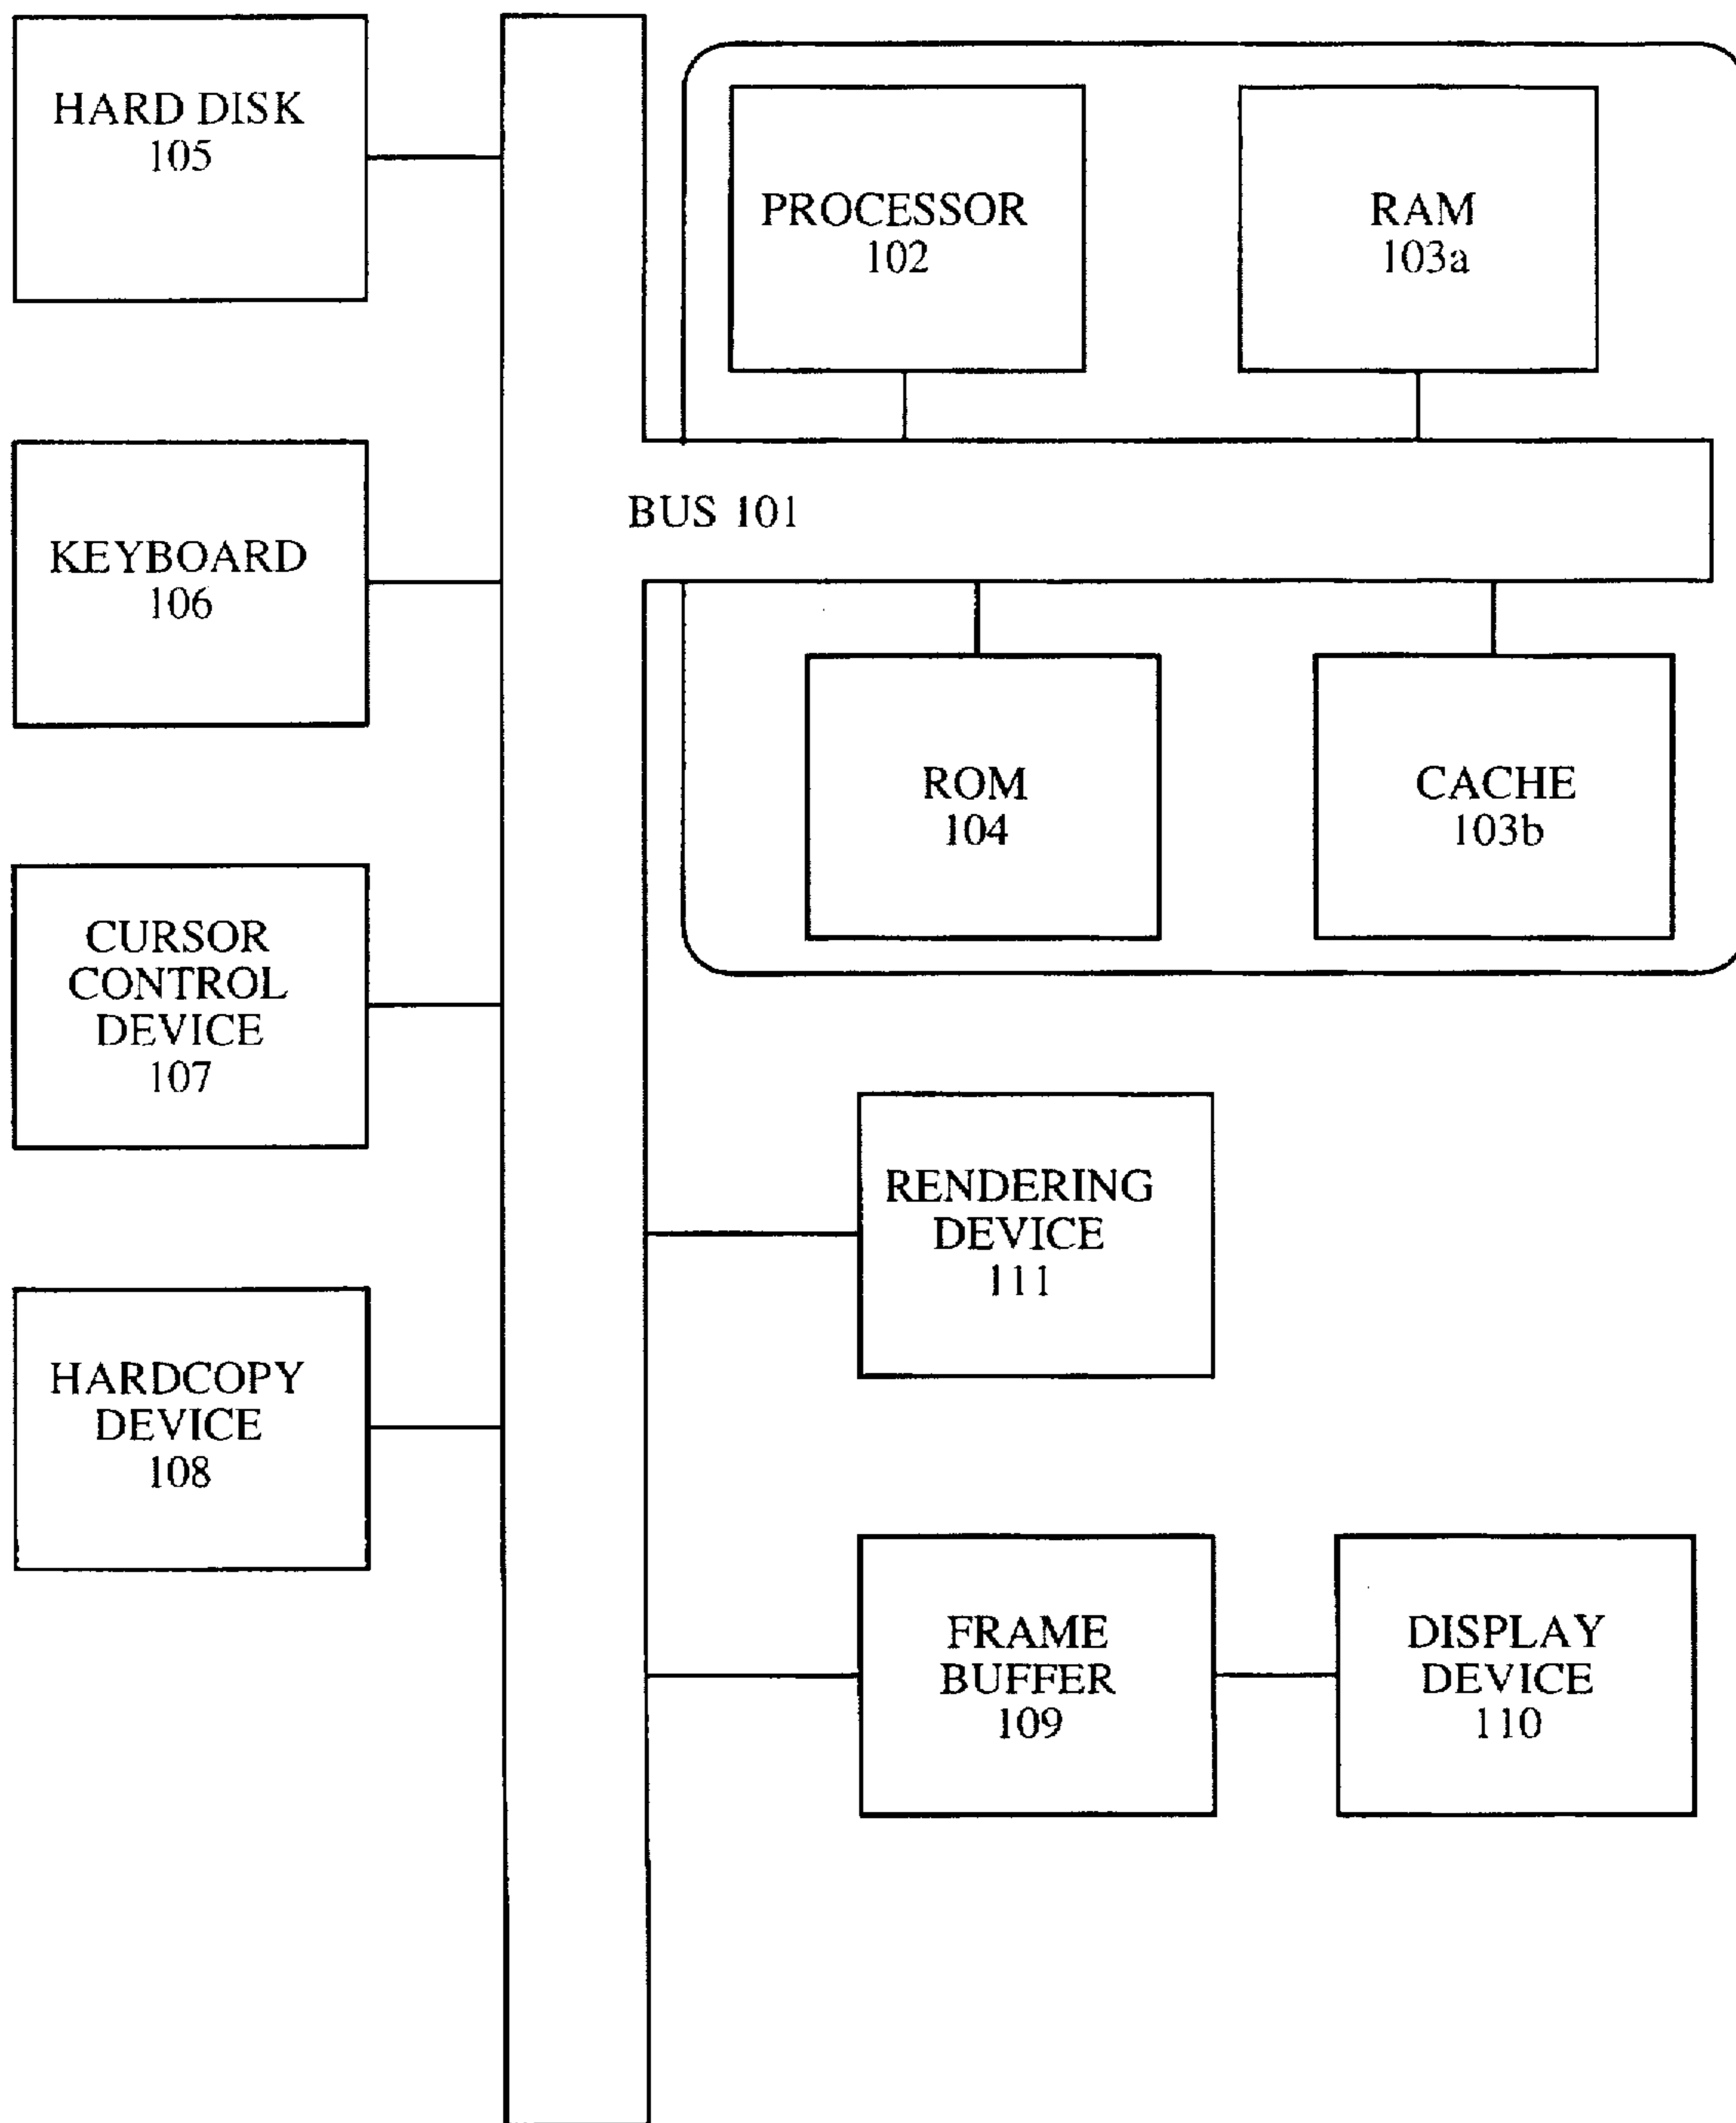 HARD DISK
105
PROCESSOR
102
RAM
103a
BUS 101
KEYBOARD
106
ROM
104
CACHE
103b
CURSOR
CONTROL
DEVICE
107
RENDERING
DEVICE
111
HARDCOPY
DEVICE
108
FRAME
BUFFER
109
DISPLAY
DEVICE
110